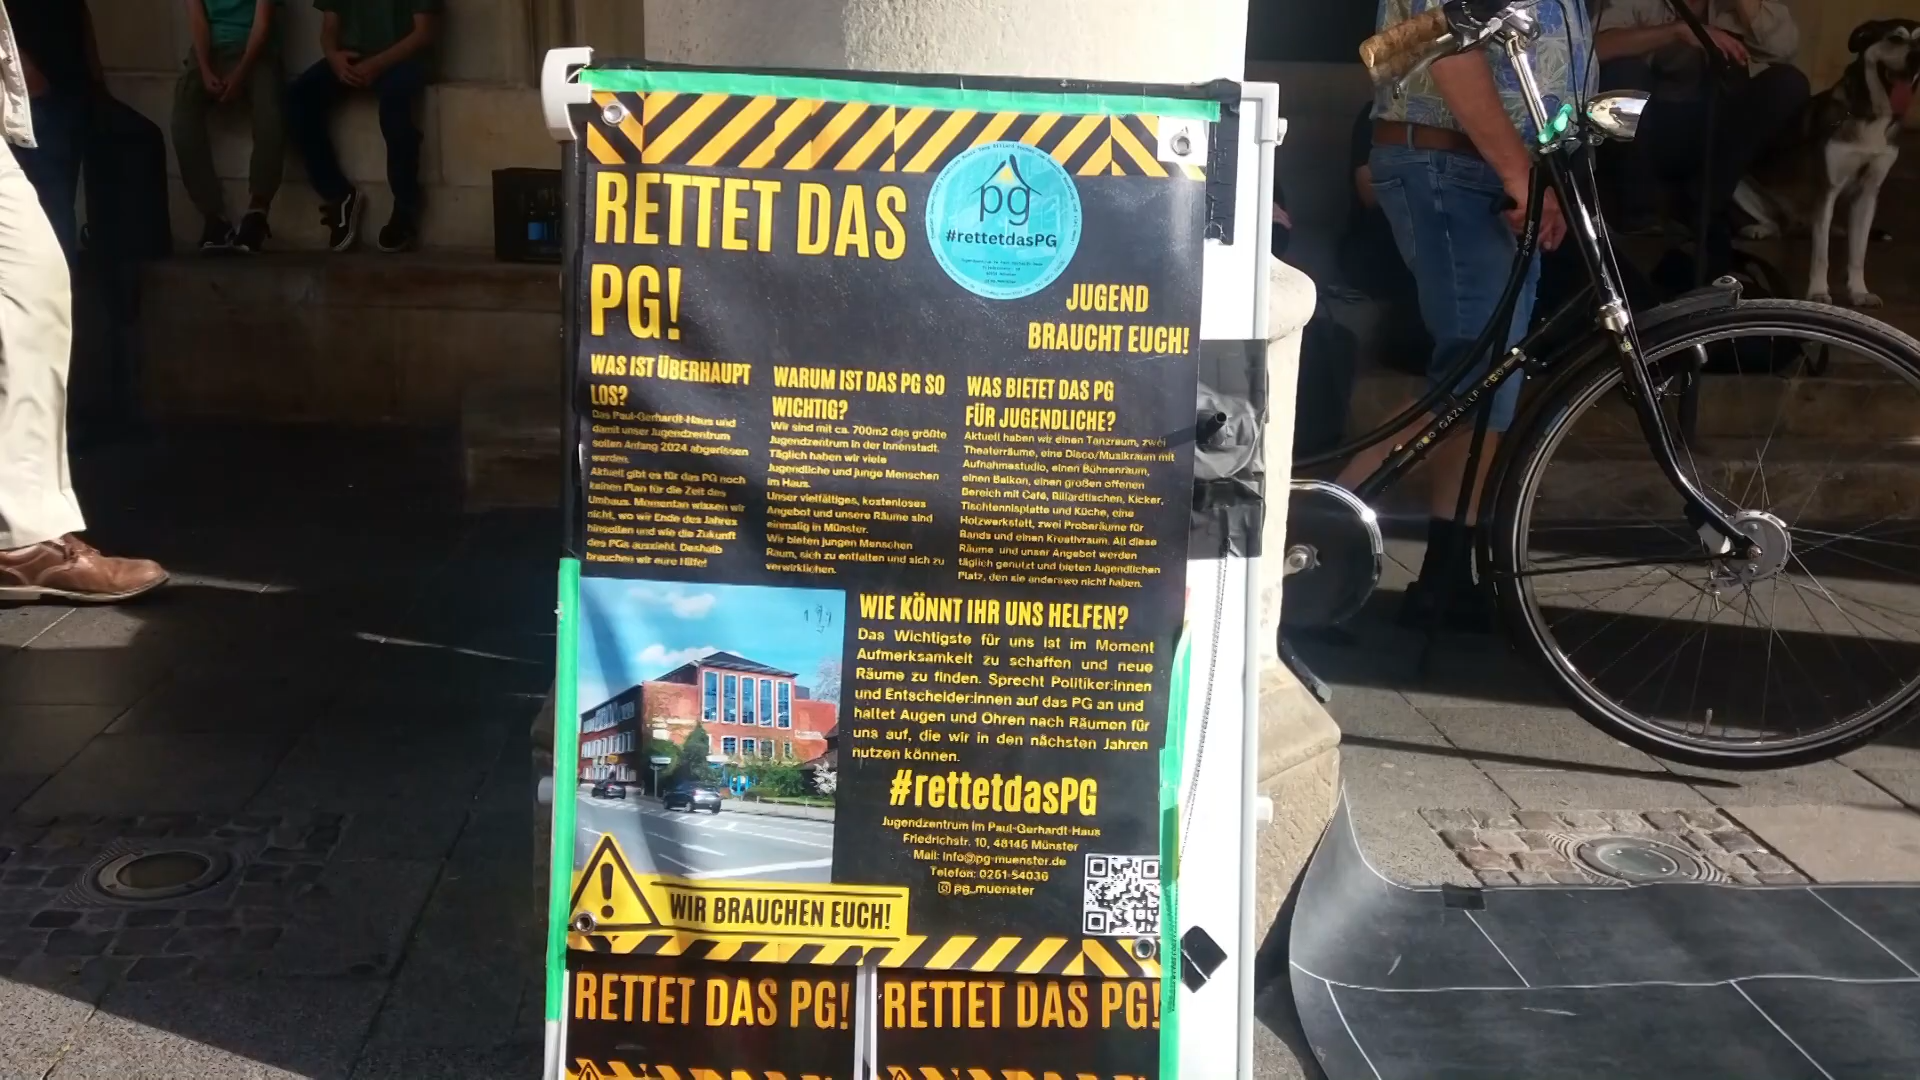 RETTET DAS
PG!
pg
#rettetdasPG
JUGEND
BRAUCHT EUCH!
WAS IST ÜBERHAUPT
LOS?
Das Paul-Gerhardt-Haus und
damit unser Jugendzentrum
sollen Anfang 2024 abgerissen
werden.
Aktuell gibt es für das PG noch
keinen Plan für die Zeit des
Umbaus. Momentan wissen wir
nicht, wo wir Ende des Jahres
hinsollen und wie die Zukunft
des PGs aussieht. Deshalb
brauchen wir eure Hilfe!
WARUM IST DAS PG SO
WICHTIG?
Wir sind mit ca. 700m2 das größte
Jugendzentrum in der Innenstadt.
Täglich haben wir viele
Jugendliche und junge Menschen
im Haus.
Unser vielfältiges, kostenloses
Angebot und unsere Räume sind
einmalig in Münster.
Wir bieten jungen Menschen
Raum, sich zu entfalten und sich zu
verwirklichen.
WAS BIETET DAS PG
FÜR JUGENDLICHE?
Aktuell haben wir einen Tanzraum, zwei
Theaterräume, eine Disco/Musikraum mit
Aufnahmestudio, einen Bühnenraum,
einen Balkon, einen großen offenen
Bereich mit Café, Billardtischen, Kicker,
Tischtennisplatte und Küche, eine
Holzwerkstatt, zwei Proberäume für
Bands und einen Kreativraum. All diese
Räume und unser Angebot werden
täglich genutzt und bieten Jugendlichen
Platz, den sie anderswo nicht haben.
WIE KÖNNT IHR UNS HELFEN?
Das Wichtigste für uns ist im Moment
Aufmerksamkeit zu schaffen und neue
Räume zu finden. Sprecht Politiker:innen
und Entscheider:innen auf das PG an und
haltet Augen und Ohren nach Räumen für
uns auf, die wir in den nächsten Jahren
nutzen können.
#rettetdasPG
Jugendzentrum im Paul-Gerhardt-Haus
Friedrichstr. 10, 48145 Münster
Mail: info@pg-muenster.de
Telefon: 0251-54036
pg_muenster
WIR BRAUCHEN EUCH!
RETTET DAS PG!
RETTET DAS PG!
GAZELLE